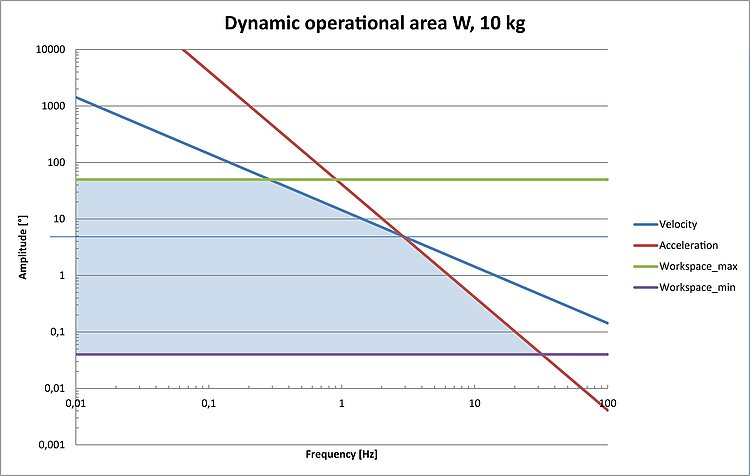 Dynamic operational area W, 10 kg
10000
1000
100
10
1
0,1
0,01
0,001
Amplitude [°]
0,01
0,1
1
10
100
Frequency [Hz]
Velocity
Acceleration
Workspace_max
Workspace_min